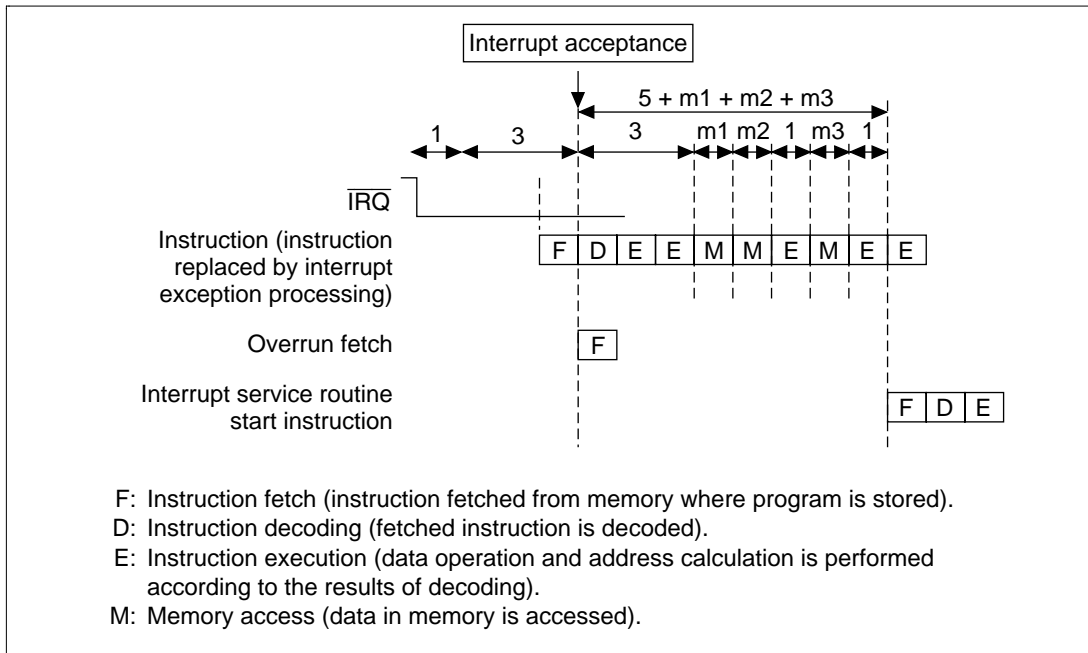 Interrupt acceptance
5 + m1 + m2 + m3
1 3 3 m1 m2 1 m3 1
IRQ
Instruction (instruction
replaced by interrupt
exception processing)
F D E E M M E M E E
Overrun fetch
F
Interrupt service routine
start instruction
F D E
F: Instruction fetch (instruction fetched from memory where program is stored).
D: Instruction decoding (fetched instruction is decoded).
E: Instruction execution (data operation and address calculation is performed
according to the results of decoding).
M: Memory access (data in memory is accessed).